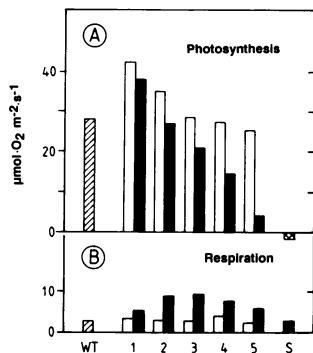 A
Photosynthesis
µmol·O₂ m⁻²·s⁻¹
40
20
0
B
Respiration
10
0
WT 1 2 3 4 5 S